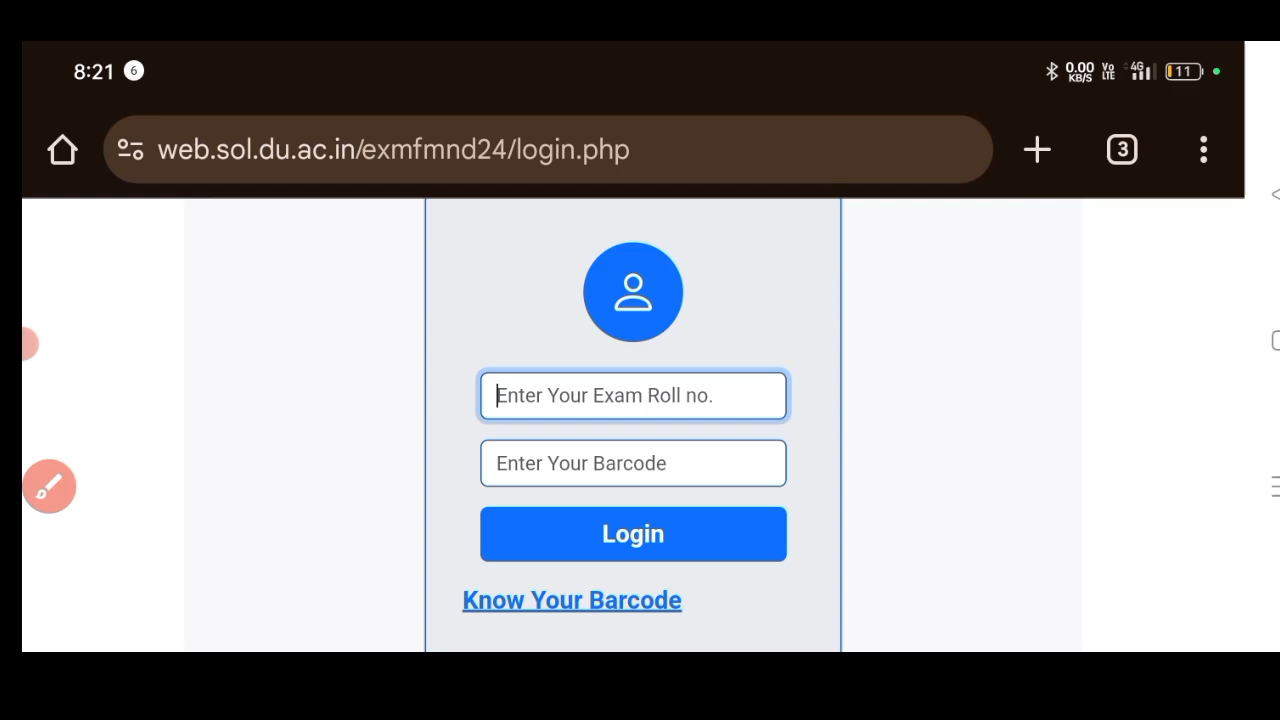 8:21 6 0.00 KB/S Vo LTE 4G 11
web.sol.du.ac.in/exmfmnd24/login.php 3
Enter Your Exam Roll no.
Enter Your Barcode
Login
Know Your Barcode